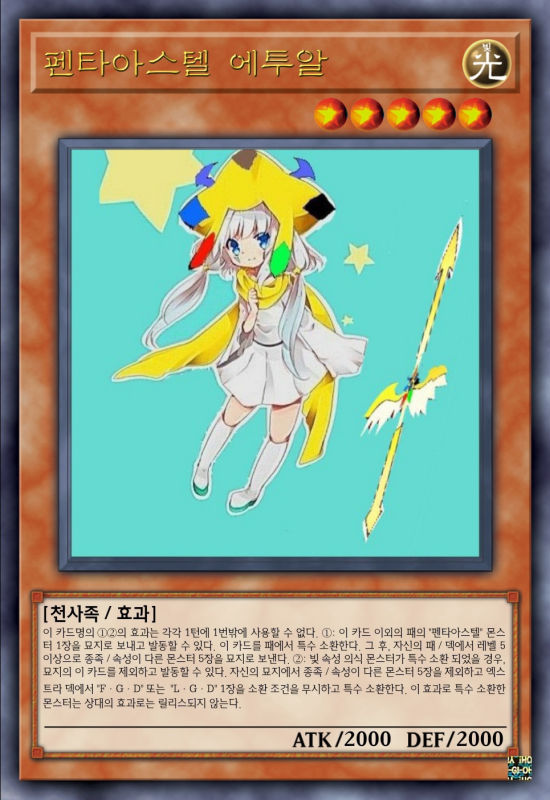 펜타아스텔 에투알
빛
光
[천사족 / 효과]
이 카드명의 ①②의 효과는 각각 1턴에 1번밖에 사용할 수 없다. ①: 이 카드 이외의 패의 "펜타아스텔" 몬스
터 1장을 묘지로 보내고 발동할 수 있다. 이 카드를 패에서 특수 소환한다. 그 후, 자신의 패 / 덱에서 레벨 5
이상으로 종족 / 속성이 다른 몬스터 5장을 묘지로 보낸다. ②: 빛 속성 의식 몬스터가 특수 소환 되었을 경우,
묘지의 이 카드를 제외하고 발동할 수 있다. 자신의 묘지에서 종족 / 속성이 다른 몬스터 5장을 제외하고 엑스
트라 덱에서 "F · G · D" 또는 "L · G · D" 1장을 소환 조건을 무시하고 특수 소환한다. 이 효과로 특수 소환한
몬스터는 상대의 효과로는 릴리스되지 않는다.
ATK/2000 DEF/2000